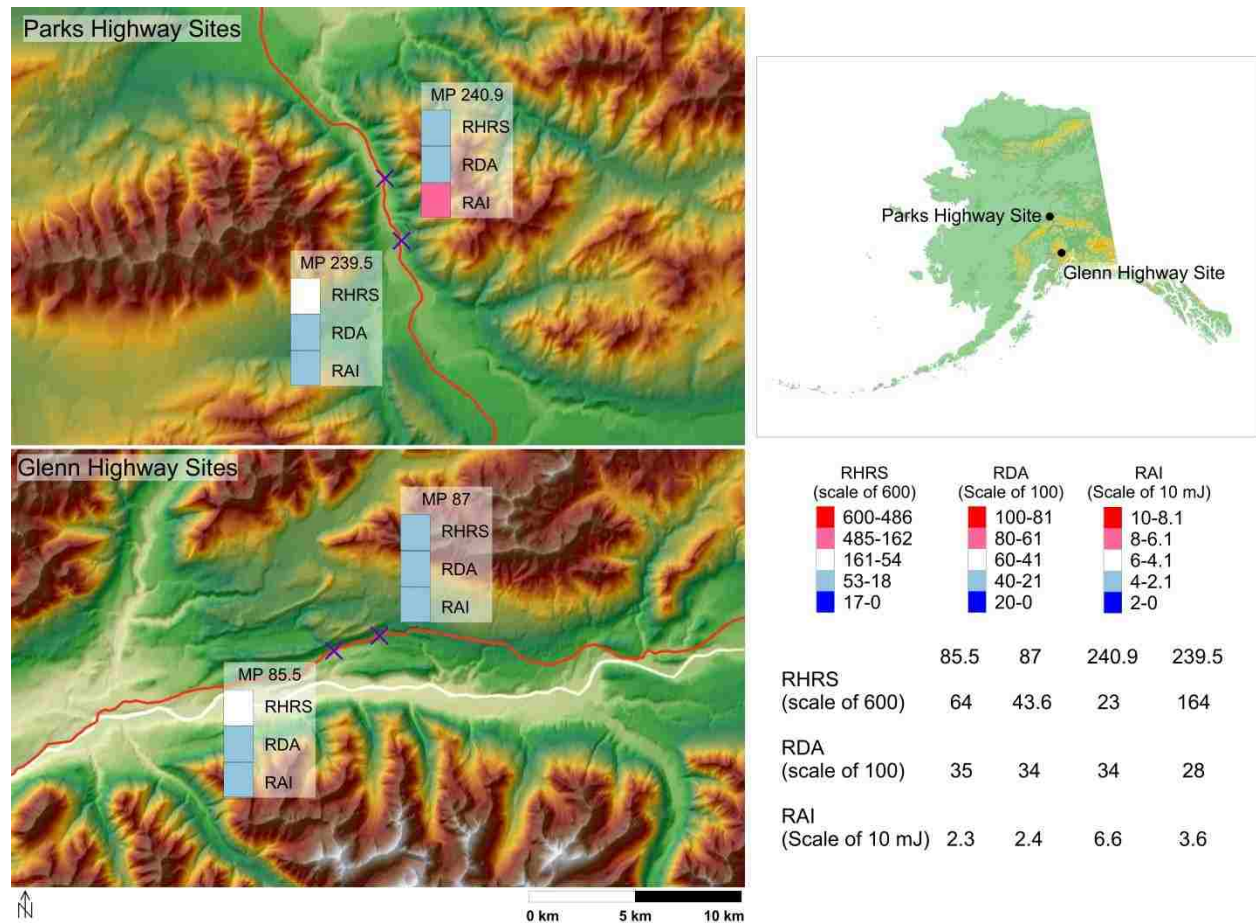 Parks Highway Sites
MP 240.9
RHRS
RDA
RAI
MP 239.5
RHRS
RDA
RAI
Parks Highway Site
Glenn Highway Site
Glenn Highway Sites
MP 87
RHRS
RDA
RAI
MP 85.5
RHRS
RDA
RAI
N
0 km 5 km 10 km
RHRS RDA RAI
(scale of 600) (Scale of 100) (Scale of 10 mJ)
600-486 100-81 10-8.1
485-162 80-61 8-6.1
161-54 60-41 6-4.1
53-18 40-21 4-2.1
17-0 20-0 2-0
85.5 87 240.9 239.5
RHRS
(scale of 600) 64 43.6 23 164
RDA
(scale of 100) 35 34 34 28
RAI
(Scale of 10 mJ) 2.3 2.4 6.6 3.6